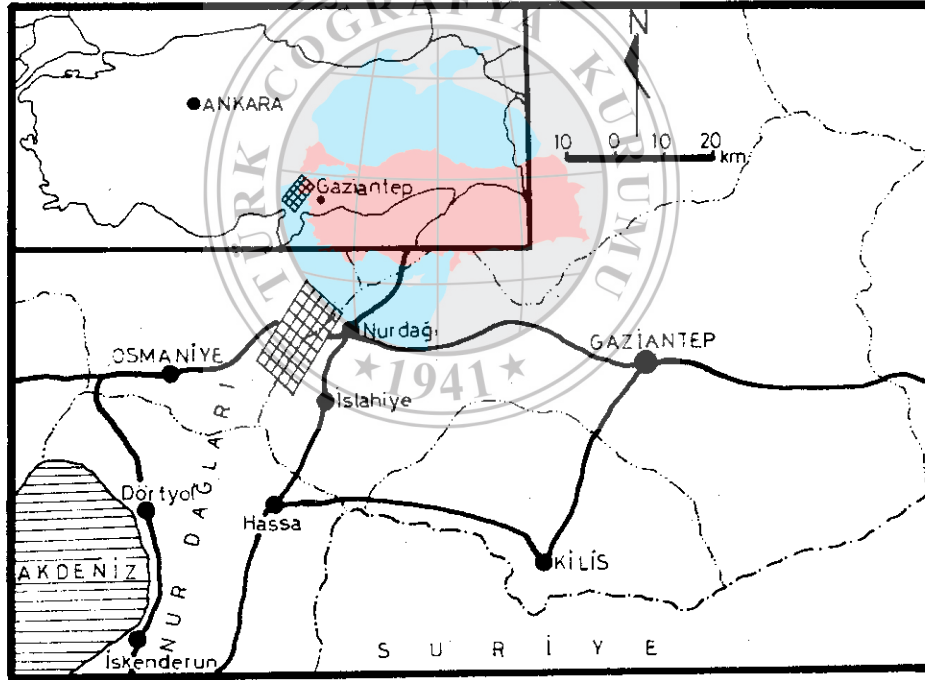 TÜRK COĞRAFYA KURUMU
1941
ANKARA
Gaziantep
N
10 0 10 20
km.
Nurdağı
GAZİANTEP
OSMANİYE
İslahiye
NUR DAĞLARI
Dörtyol
Hassa
AKDENİZ
KİLİS
İskenderun
SURİYE